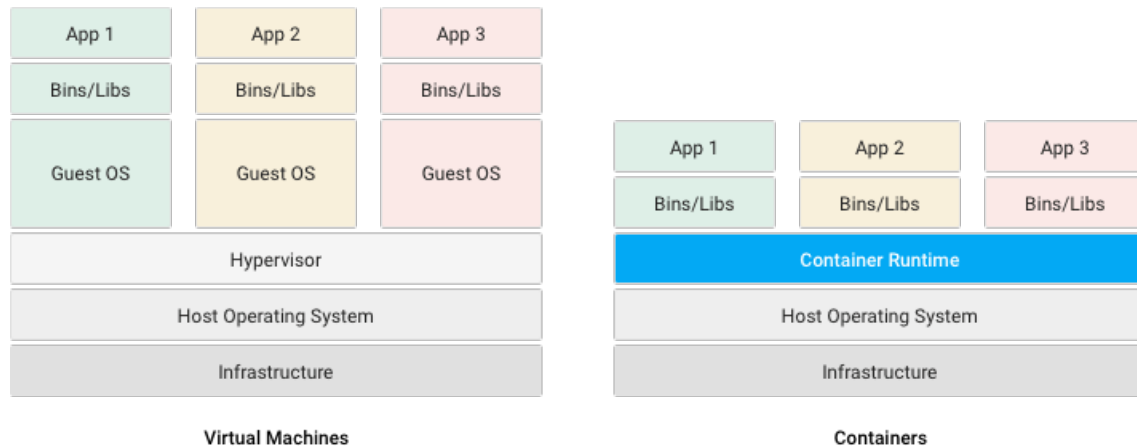 App 1
App 2
App 3
Bins/Libs
Bins/Libs
Bins/Libs
Guest OS
Guest OS
Guest OS
Hypervisor
Host Operating System
Infrastructure
Virtual Machines
App 1
App 2
App 3
Bins/Libs
Bins/Libs
Bins/Libs
Container Runtime
Host Operating System
Infrastructure
Containers